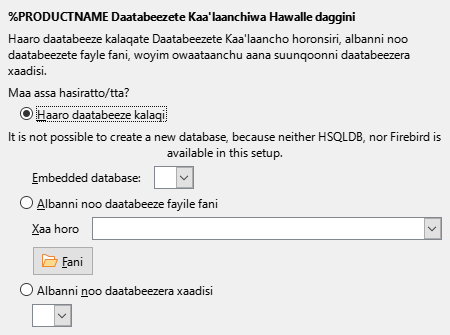 %PRODUCTNAME Daatabeezete Kaa'laanchiwa Hawalle daggini
Haaro daatabeeze kalaqate Daatabeezete Kaa'laancho horonsiri, albanni noo
daatabeezete fayle fani, woyim owaataanchu aana suunqoonni daatabeezera
xaadisi.
Maa assa hasiratto/tta?
Haaro daatabeeze kalaqi
It is not possible to create a new database, because neither HSQLDB, nor Firebird is
available in this setup.
Embedded database:
Albanni noo daatabeeze fayile fani
Xaa horo
Fani
Albanni noo daatabeezera xaadisi